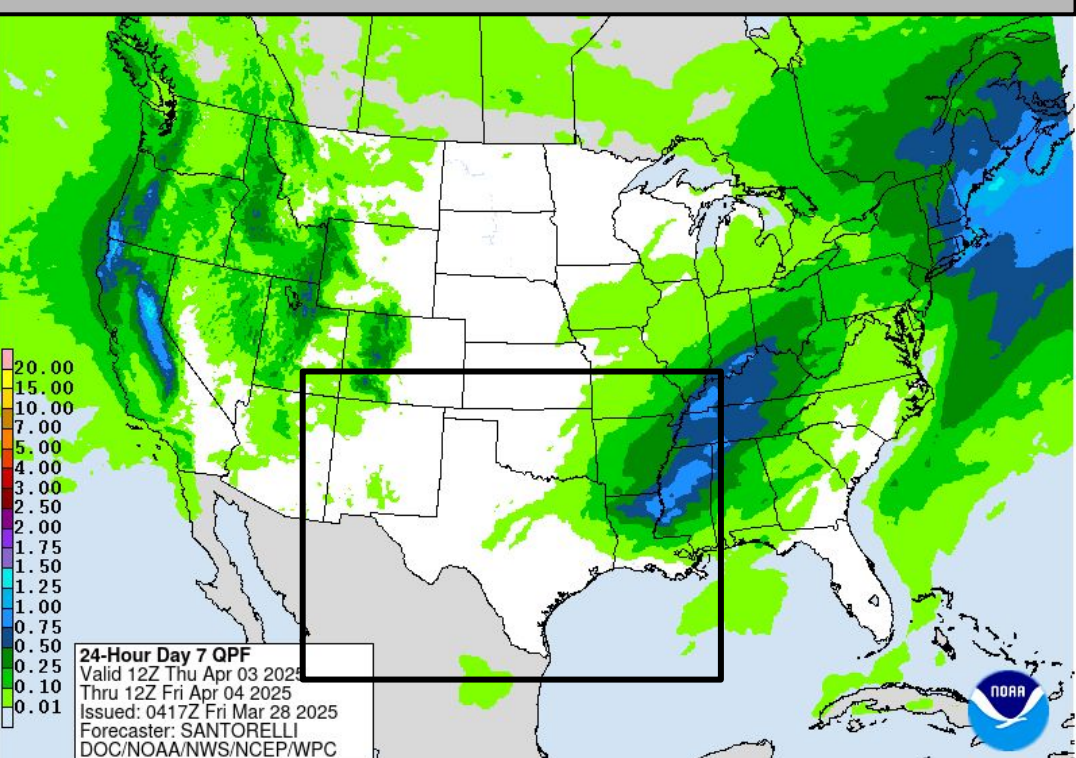 20.00
15.00
10.00
7.00
5.00
4.00
3.00
2.50
2.00
1.75
1.50
1.25
1.00
0.75
0.50
0.25
0.10
0.01
24-Hour Day 7 QPF
Valid 12Z Thu Apr 03 2025
Thru 12Z Fri Apr 04 2025
Issued: 0417Z Fri Mar 28 2025
Forecaster: SANTORELLI
DOC/NOAA/NWS/NCEP/WPC
NOAA